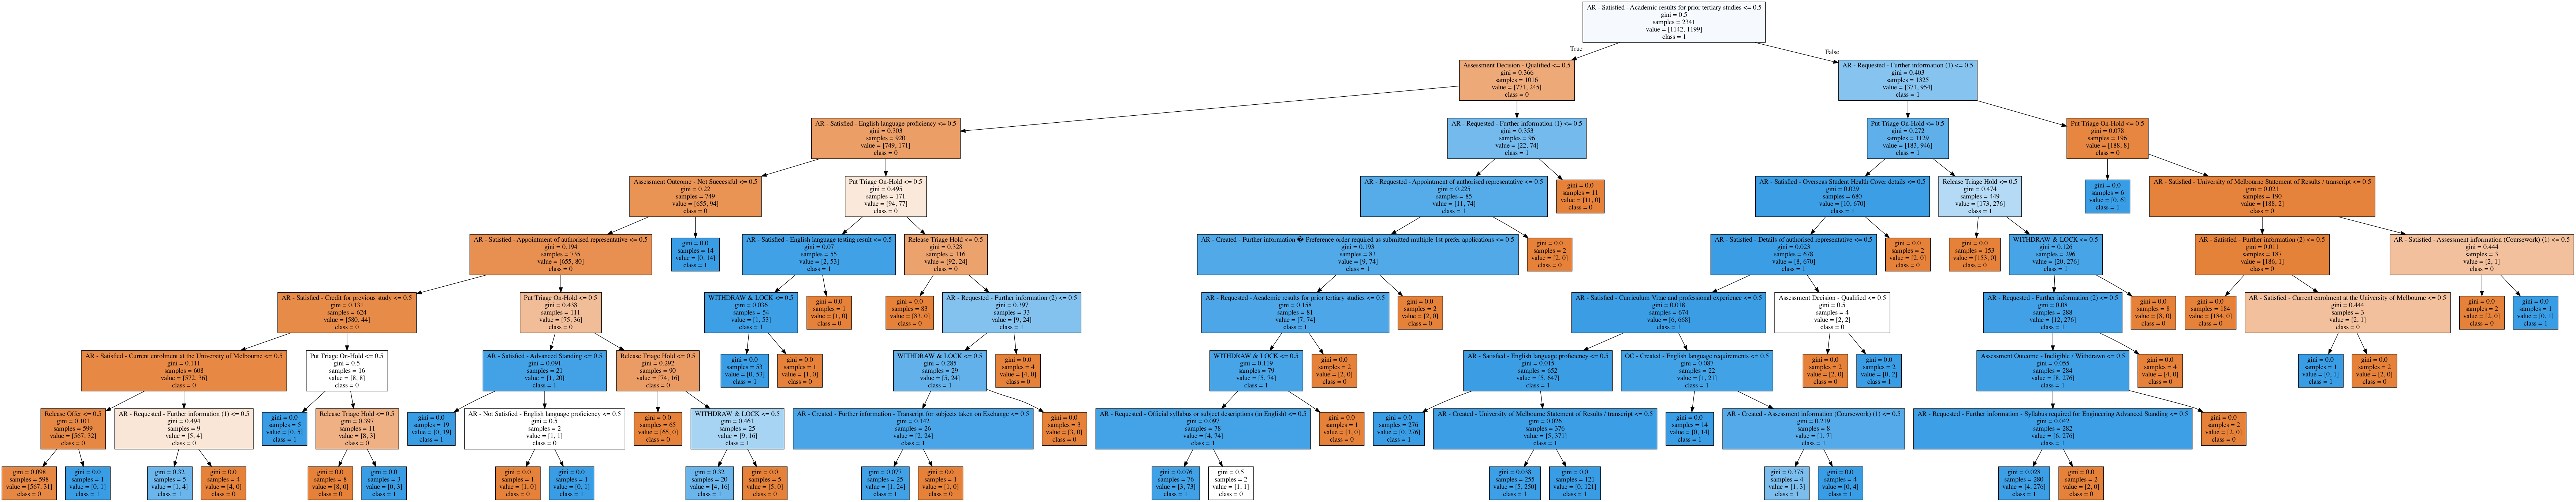 AR - Satisfied - Academic results for prior tertiary studies <= 0.5
gini = 0.5
samples = 2341
value = [1142, 1199]
class = 1
True
False
Assessment Decision - Qualified <= 0.5
gini = 0.366
samples = 1016
value = [771, 245]
class = 0
AR - Requested - Further information (1) <= 0.5
gini = 0.403
samples = 1325
value = [371, 954]
class = 1
AR - Satisfied - English language proficiency <= 0.5
gini = 0.303
samples = 920
value = [749, 171]
class = 0
AR - Requested - Further information (1) <= 0.5
gini = 0.353
samples = 96
value = [22, 74]
class = 1
Put Triage On-Hold <= 0.5
gini = 0.272
samples = 1129
value = [183, 946]
class = 1
Put Triage On-Hold <= 0.5
gini = 0.078
samples = 196
value = [188, 8]
class = 0
Assessment Outcome - Not Successful <= 0.5
gini = 0.22
samples = 749
value = [655, 94]
class = 0
Put Triage On-Hold <= 0.5
gini = 0.495
samples = 171
value = [94, 77]
class = 0
AR - Requested - Appointment of authorised representative <= 0.5
gini = 0.225
samples = 85
value = [11, 74]
class = 1
gini = 0.0
samples = 11
value = [11, 0]
class = 0
AR - Satisfied - Overseas Student Health Cover details <= 0.5
gini = 0.029
samples = 680
value = [10, 670]
class = 1
Release Triage Hold <= 0.5
gini = 0.474
samples = 449
value = [173, 276]
class = 1
gini = 0.0
samples = 6
value = [0, 6]
class = 1
AR - Satisfied - University of Melbourne Statement of Results / transcript <= 0.5
gini = 0.021
samples = 190
value = [188, 2]
class = 0
AR - Satisfied - Appointment of authorised representative <= 0.5
gini = 0.194
samples = 735
value = [655, 80]
class = 0
gini = 0.0
samples = 14
value = [0, 14]
class = 1
AR - Satisfied - English language testing result <= 0.5
gini = 0.07
samples = 55
value = [2, 53]
class = 1
Release Triage Hold <= 0.5
gini = 0.328
samples = 116
value = [92, 24]
class = 0
AR - Created - Further information � Preference order required as submitted multiple 1st prefer applications <= 0.5
gini = 0.193
samples = 83
value = [9, 74]
class = 1
gini = 0.0
samples = 2
value = [2, 0]
class = 0
AR - Satisfied - Details of authorised representative <= 0.5
gini = 0.023
samples = 678
value = [8, 670]
class = 1
gini = 0.0
samples = 2
value = [2, 0]
class = 0
gini = 0.0
samples = 153
value = [153, 0]
class = 0
WITHDRAW & LOCK <= 0.5
gini = 0.126
samples = 296
value = [20, 276]
class = 1
AR - Satisfied - Further information (2) <= 0.5
gini = 0.011
samples = 187
value = [186, 1]
class = 0
AR - Satisfied - Assessment information (Coursework) (1) <= 0.5
gini = 0.444
samples = 3
value = [2, 1]
class = 0
AR - Satisfied - Credit for previous study <= 0.5
gini = 0.131
samples = 624
value = [580, 44]
class = 0
Put Triage On-Hold <= 0.5
gini = 0.438
samples = 111
value = [75, 36]
class = 0
WITHDRAW & LOCK <= 0.5
gini = 0.036
samples = 54
value = [1, 53]
class = 1
gini = 0.0
samples = 1
value = [1, 0]
class = 0
gini = 0.0
samples = 83
value = [83, 0]
class = 0
AR - Requested - Further information (2) <= 0.5
gini = 0.397
samples = 33
value = [9, 24]
class = 1
AR - Requested - Academic results for prior tertiary studies <= 0.5
gini = 0.158
samples = 81
value = [7, 74]
class = 1
gini = 0.0
samples = 2
value = [2, 0]
class = 0
AR - Satisfied - Curriculum Vitae and professional experience <= 0.5
gini = 0.018
samples = 674
value = [6, 668]
class = 1
Assessment Decision - Qualified <= 0.5
gini = 0.5
samples = 4
value = [2, 2]
class = 0
AR - Requested - Further information (2) <= 0.5
gini = 0.08
samples = 288
value = [12, 276]
class = 1
gini = 0.0
samples = 8
value = [8, 0]
class = 0
gini = 0.0
samples = 184
value = [184, 0]
class = 0
AR - Satisfied - Current enrolment at the University of Melbourne <= 0.5
gini = 0.444
samples = 3
value = [2, 1]
class = 0
gini = 0.0
samples = 2
value = [2, 0]
class = 0
gini = 0.0
samples = 1
value = [0, 1]
class = 1
AR - Satisfied - Current enrolment at the University of Melbourne <= 0.5
gini = 0.111
samples = 608
value = [572, 36]
class = 0
Put Triage On-Hold <= 0.5
gini = 0.5
samples = 16
value = [8, 8]
class = 0
AR - Satisfied - Advanced Standing <= 0.5
gini = 0.091
samples = 21
value = [1, 20]
class = 1
Release Triage Hold <= 0.5
gini = 0.292
samples = 90
value = [74, 16]
class = 0
gini = 0.0
samples = 53
value = [0, 53]
class = 1
gini = 0.0
samples = 1
value = [1, 0]
class = 0
WITHDRAW & LOCK <= 0.5
gini = 0.285
samples = 29
value = [5, 24]
class = 1
gini = 0.0
samples = 4
value = [4, 0]
class = 0
WITHDRAW & LOCK <= 0.5
gini = 0.119
samples = 79
value = [5, 74]
class = 1
gini = 0.0
samples = 2
value = [2, 0]
class = 0
AR - Satisfied - English language proficiency <= 0.5
gini = 0.015
samples = 652
value = [5, 647]
class = 1
OC - Created - English language requirements <= 0.5
gini = 0.087
samples = 22
value = [1, 21]
class = 1
gini = 0.0
samples = 2
value = [2, 0]
class = 0
gini = 0.0
samples = 2
value = [0, 2]
class = 1
Assessment Outcome - Ineligible / Withdrawn <= 0.5
gini = 0.055
samples = 284
value = [8, 276]
class = 1
gini = 0.0
samples = 4
value = [4, 0]
class = 0
gini = 0.0
samples = 1
value = [0, 1]
class = 1
gini = 0.0
samples = 2
value = [2, 0]
class = 0
Release Offer <= 0.5
gini = 0.101
samples = 599
value = [567, 32]
class = 0
AR - Requested - Further information (1) <= 0.5
gini = 0.494
samples = 9
value = [5, 4]
class = 0
gini = 0.0
samples = 5
value = [0, 5]
class = 1
Release Triage Hold <= 0.5
gini = 0.397
samples = 11
value = [8, 3]
class = 0
gini = 0.0
samples = 19
value = [0, 19]
class = 1
AR - Not Satisfied - English language proficiency <= 0.5
gini = 0.5
samples = 2
value = [1, 1]
class = 0
gini = 0.0
samples = 65
value = [65, 0]
class = 0
WITHDRAW & LOCK <= 0.5
gini = 0.461
samples = 25
value = [9, 16]
class = 1
AR - Created - Further information - Transcript for subjects taken on Exchange <= 0.5
gini = 0.142
samples = 26
value = [2, 24]
class = 1
gini = 0.0
samples = 3
value = [3, 0]
class = 0
AR - Requested - Official syllabus or subject descriptions (in English) <= 0.5
gini = 0.097
samples = 78
value = [4, 74]
class = 1
gini = 0.0
samples = 1
value = [1, 0]
class = 0
gini = 0.0
samples = 276
value = [0, 276]
class = 1
AR - Created - University of Melbourne Statement of Results / transcript <= 0.5
gini = 0.026
samples = 376
value = [5, 371]
class = 1
gini = 0.0
samples = 14
value = [0, 14]
class = 1
AR - Created - Assessment information (Coursework) (1) <= 0.5
gini = 0.219
samples = 8
value = [1, 7]
class = 1
AR - Requested - Further information - Syllabus required for Engineering Advanced Standing <= 0.5
gini = 0.042
samples = 282
value = [6, 276]
class = 1
gini = 0.0
samples = 2
value = [2, 0]
class = 0
gini = 0.098
samples = 598
value = [567, 31]
class = 0
gini = 0.0
samples = 1
value = [0, 1]
class = 1
gini = 0.32
samples = 5
value = [1, 4]
class = 1
gini = 0.0
samples = 4
value = [4, 0]
class = 0
gini = 0.0
samples = 8
value = [8, 0]
class = 0
gini = 0.0
samples = 3
value = [0, 3]
class = 1
gini = 0.0
samples = 1
value = [1, 0]
class = 0
gini = 0.0
samples = 1
value = [0, 1]
class = 1
gini = 0.32
samples = 20
value = [4, 16]
class = 1
gini = 0.0
samples = 5
value = [5, 0]
class = 0
gini = 0.077
samples = 25
value = [1, 24]
class = 1
gini = 0.0
samples = 1
value = [1, 0]
class = 0
gini = 0.076
samples = 76
value = [3, 73]
class = 1
gini = 0.5
samples = 2
value = [1, 1]
class = 0
gini = 0.038
samples = 255
value = [5, 250]
class = 1
gini = 0.0
samples = 121
value = [0, 121]
class = 1
gini = 0.375
samples = 4
value = [1, 3]
class = 1
gini = 0.0
samples = 4
value = [0, 4]
class = 1
gini = 0.028
samples = 280
value = [4, 276]
class = 1
gini = 0.0
samples = 2
value = [2, 0]
class = 0